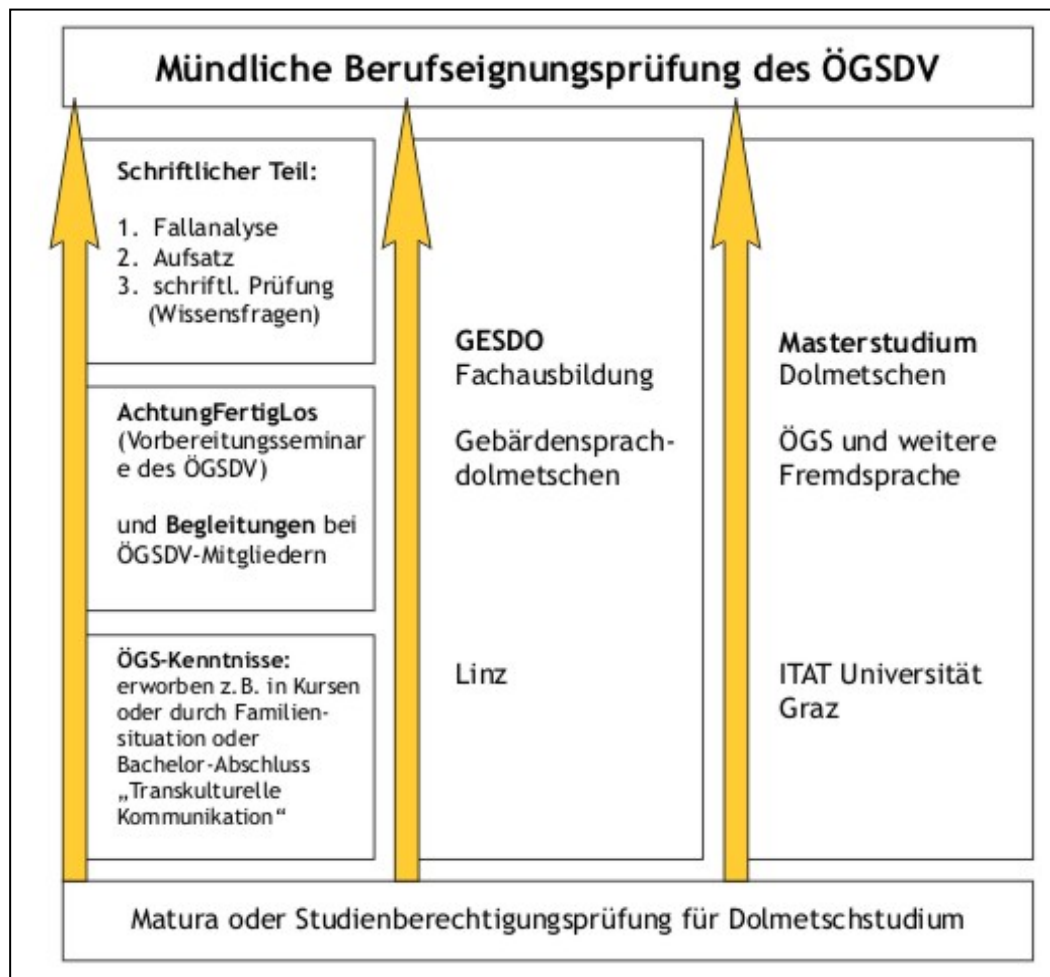 Mündliche Berufseignungsprüfung des ÖGSDV
Schriftlicher Teil:
1. Fallanalyse
2. Aufsatz
3. schriftl. Prüfung
(Wissensfragen)
AchtungFertigLos
(Vorbereitungsseminar
e des ÖGSDV)
und Begleitungen bei
ÖGSDV-Mitgliedern
ÖGS-Kenntnisse:
erworben z.B. in Kursen
oder durch Familien-
situation oder
Bachelor-Abschluss
„Transkulturelle
Kommunikation“
GESDO
Fachausbildung
Gebärdensprach-
dolmetschen
Linz
Masterstudium
Dolmetschen
ÖGS und weitere
Fremdsprache
ITAT Universität
Graz
Matura oder Studienberechtigungsprüfung für Dolmetschstudium